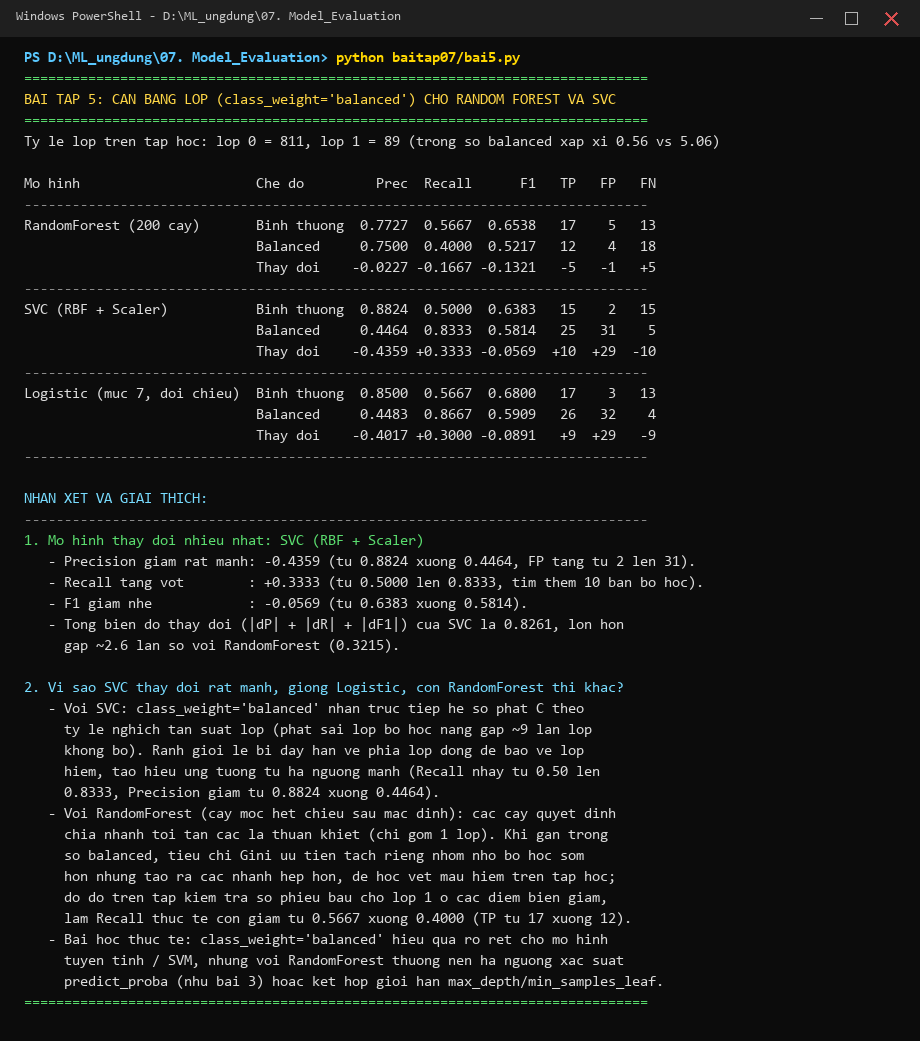 Windows PowerShell - D:\ML_ungdung\07. Model_Evaluation
PS D:\ML_ungdung\07. Model_Evaluation> python baitap07/bai5.py
==============================================================================
BAI TAP 5: CAN BANG LOP (class_weight='balanced') CHO RANDOM FOREST VA SVC
==============================================================================
Ty le lop tren tap hoc: lop 0 = 811, lop 1 = 89 (trong so balanced xap xi 0.56 vs 5.06)
Mo hinh                      Che do         Prec  Recall      F1   TP   FP   FN
------------------------------------------------------------------------------
RandomForest (200 cay)       Binh thuong  0.7727  0.5667  0.6538   17    5   13
                             Balanced     0.7500  0.4000  0.5217   12    4   18
                             Thay doi    -0.0227 -0.1667 -0.1321   -5   -1   +5
------------------------------------------------------------------------------
SVC (RBF + Scaler)           Binh thuong  0.8824  0.5000  0.6383   15    2   15
                             Balanced     0.4464  0.8333  0.5814   25   31    5
                             Thay doi    -0.4359 +0.3333 -0.0569  +10  +29  -10
------------------------------------------------------------------------------
Logistic (muc 7, doi chieu)  Binh thuong  0.8500  0.5667  0.6800   17    3   13
                             Balanced     0.4483  0.8667  0.5909   26   32    4
                             Thay doi    -0.4017 +0.3000 -0.0891   +9  +29   -9
------------------------------------------------------------------------------
NHAN XET VA GIAI THICH:
------------------------------------------------------------------------------
1. Mo hinh thay doi nhieu nhat: SVC (RBF + Scaler)
   - Precision giam rat manh: -0.4359 (tu 0.8824 xuong 0.4464, FP tang tu 2 len 31).
   - Recall tang vot        : +0.3333 (tu 0.5000 len 0.8333, tim them 10 ban bo hoc).
   - F1 giam nhe            : -0.0569 (tu 0.6383 xuong 0.5814).
   - Tong bien do thay doi (|dP| + |dR| + |dF1|) cua SVC la 0.8261, lon hon
     gap ~2.6 lan so voi RandomForest (0.3215).
2. Vi sao SVC thay doi rat manh, giong Logistic, con RandomForest thi khac?
   - Voi SVC: class_weight='balanced' nhan truc tiep he so phat C theo
     ty le nghich tan suat lop (phat sai lop bo hoc nang gap ~9 lan lop
     khong bo). Ranh gioi le bi day han ve phia lop dong de bao ve lop
     hiem, tao hieu ung tuong tu ha nguong manh (Recall nhay tu 0.50 len
     0.8333, Precision giam tu 0.8824 xuong 0.4464).
   - Voi RandomForest (cay moc het chieu sau mac dinh): cac cay quyet dinh
     chia nhanh toi tan cac la thuan khiet (chi gom 1 lop). Khi gan trong
     so balanced, tieu chi Gini uu tien tach rieng nhom nho bo hoc som
     hon nhung tao ra cac nhanh hep hon, de hoc vet mau hiem tren tap hoc;
     do do tren tap kiem tra so phieu bau cho lop 1 o cac diem bien giam,
     lam Recall thuc te con giam tu 0.5667 xuong 0.4000 (TP tu 17 xuong 12).
   - Bai hoc thuc te: class_weight='balanced' hieu qua ro ret cho mo hinh
     tuyen tinh / SVM, nhung voi RandomForest thuong nen ha nguong xac suat
     predict_proba (nhu bai 3) hoac ket hop gioi han max_depth/min_samples_leaf.
==============================================================================